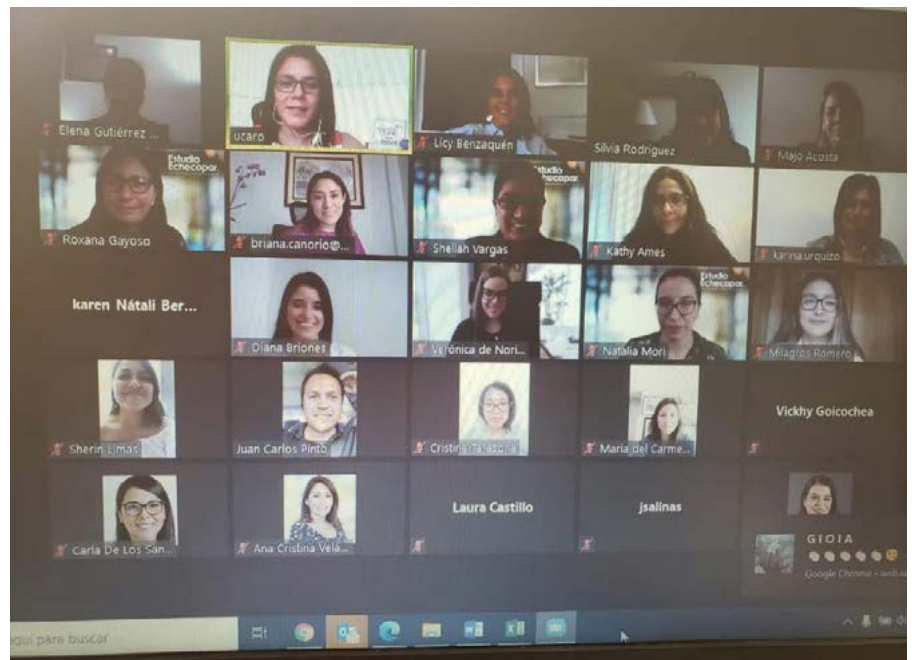 Elena Gutiérrez ...
ucaro
Licy Benzaquén
Silvia Rodriguez
Majo Acosta
Estudio
Echecopar.
Roxana Gayoso
briana.canorio@...
Estudio
Echecopar.
Shellah Vargas
Kathy Ames
karina.urquizo
karen Nátali Ber...
Diana Briones
Verónica de Nori...
Estudio
Echecopar.
Natalia Mori
Milagros Romero
Sherin Limas
Juan Carlos Pinto
Cristina Tarazona
Maria del Carme...
Vickhy Goicochea
Carla De Los San...
Ana Cristina Vela...
Laura Castillo
jsalinas
GIOIA
Google Chrome •
aquí para buscar